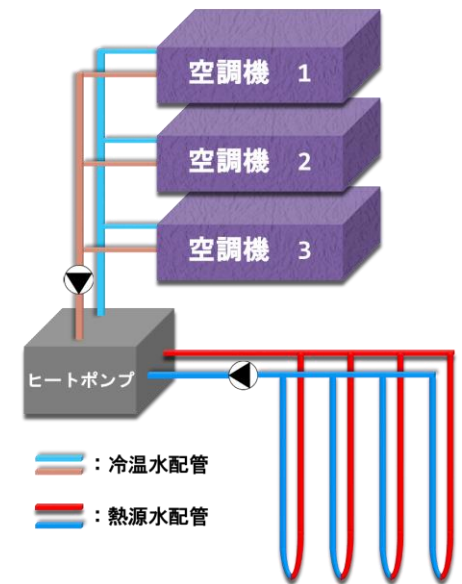 空調機 1
空調機 2
空調機 3
ヒートポンプ
：冷温水配管
：熱源水配管